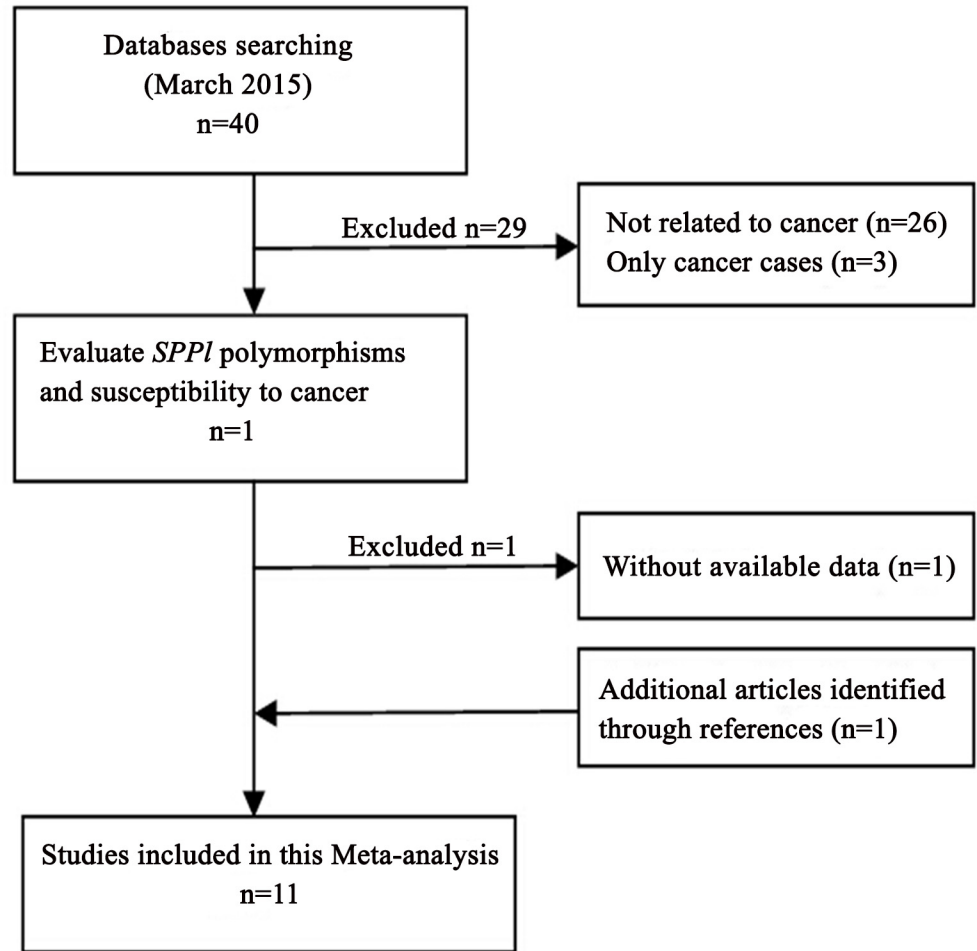 Databases searching
(March 2015)
n=40
Excluded n=29
Not related to cancer (n=26)
Only cancer cases (n=3)
Evaluate SPPl polymorphisms
and susceptibility to cancer
n=1
Excluded n=1
Without available data (n=1)
Additional articles identified
through references (n=1)
Studies included in this Meta-analysis
n=11